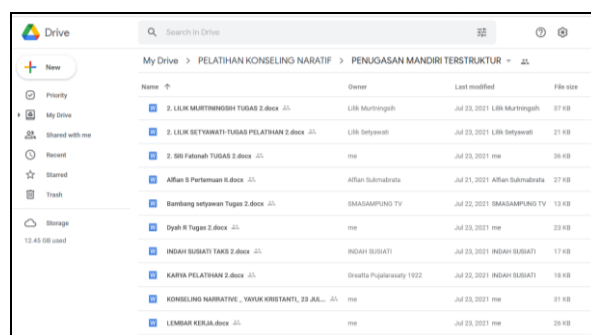 Drive
Search in Drive
New
My Drive > PELATIHAN KONSELING NARATIF > PENUGASAN MANDIRI TERSTRUKTUR
Name Owner Last modified File size
Priority
My Drive
Shared with me
Recent
Starred
Trash
Storage
12.45 GB used
2. LILIK MURTININGSIH TUGAS 2.docx Lilik Murtiningsih Jul 23, 2021 Lilik Murtiningsih 37 KB
2. LILIK SETYAWATI-TUGAS PELATIHAN 2.docx Lilik Setyawati Jul 23, 2021 Lilik Setyawati 21 KB
2. Siti Fatonah TUGAS 2.docx me Jul 23, 2021 me 36 KB
Alfian S Pertemuan II.docx Alfian Sukmabrata Jul 21, 2021 Alfian Sukmabrata 27 KB
Bambang setyawan Tugas 2.docx SMASAMPUNG TV Jul 22, 2021 SMASAMPUNG TV 13 KB
Dyah R Tugas 2.docx me Jul 23, 2021 me 23 KB
INDAH SUSIATI TAKS 2.docx INDAH SUSIATI Jul 23, 2021 INDAH SUSIATI 17 KB
KARYA PELATIHAN 2.docx Greatta Pujalarasaty 1922 Jul 22, 2021 INDAH SUSIATI 18 KB
KONSELING NARRATIVE _ YAYUK KRISTANTI, 23 JUL... me Jul 23, 2021 me 31 KB
LEMBAR KERJA.docx me Jul 23, 2021 me 26 KB